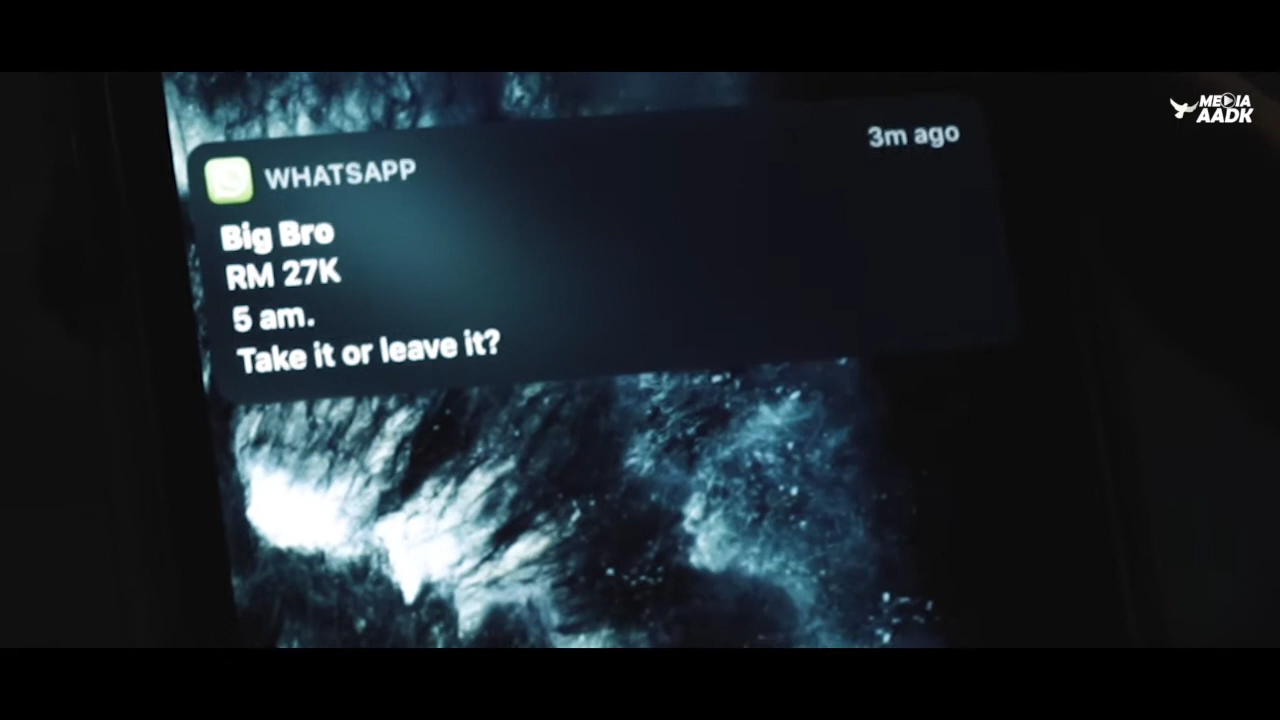 MEDIA
AADK
3m ago
WHATSAPP
Big Bro
RM 27K
5 am.
Take it or leave it?